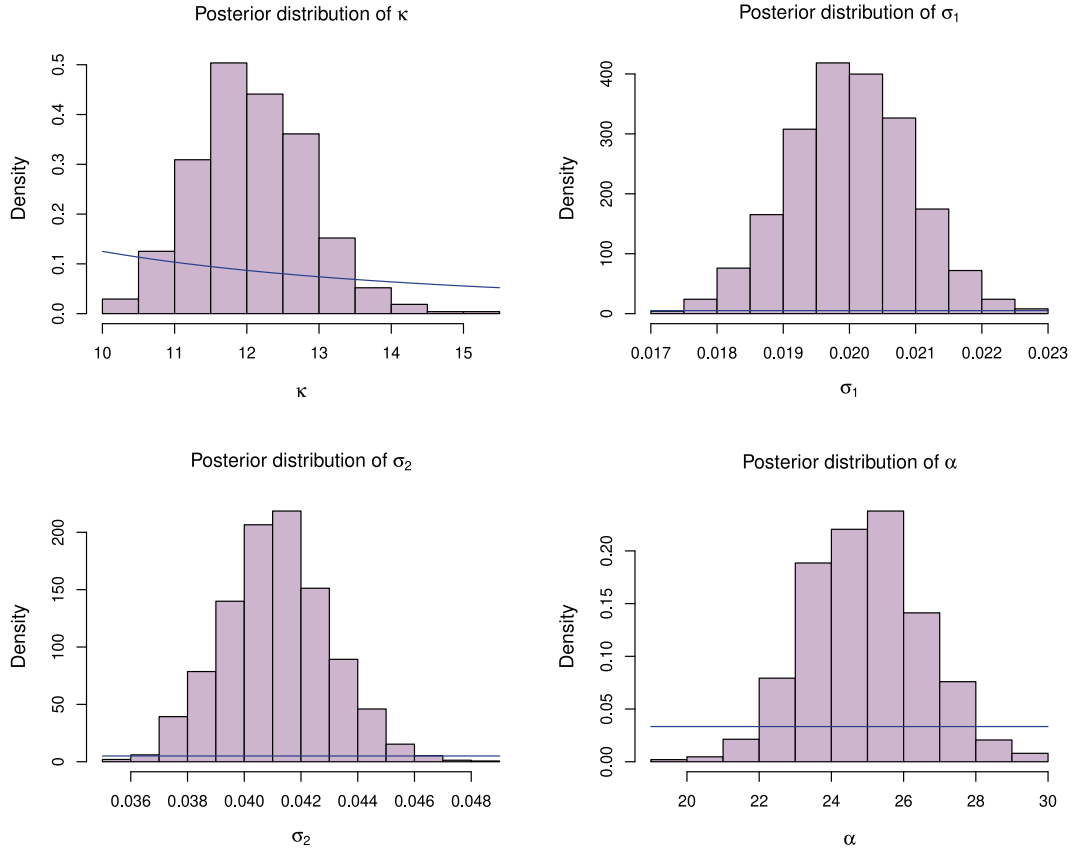 Posterior distribution of κ
Density
0.0 0.1 0.2 0.3 0.4 0.5
10 11 12 13 14 15
κ
Posterior distribution of σ1
Density
0 100 200 300 400
0.017 0.018 0.019 0.020 0.021 0.022 0.023
σ1
Posterior distribution of σ2
Density
0 50 100 150 200
0.036 0.038 0.040 0.042 0.044 0.046 0.048
σ2
Posterior distribution of α
Density
0.00 0.05 0.10 0.15 0.20
20 22 24 26 28 30
α